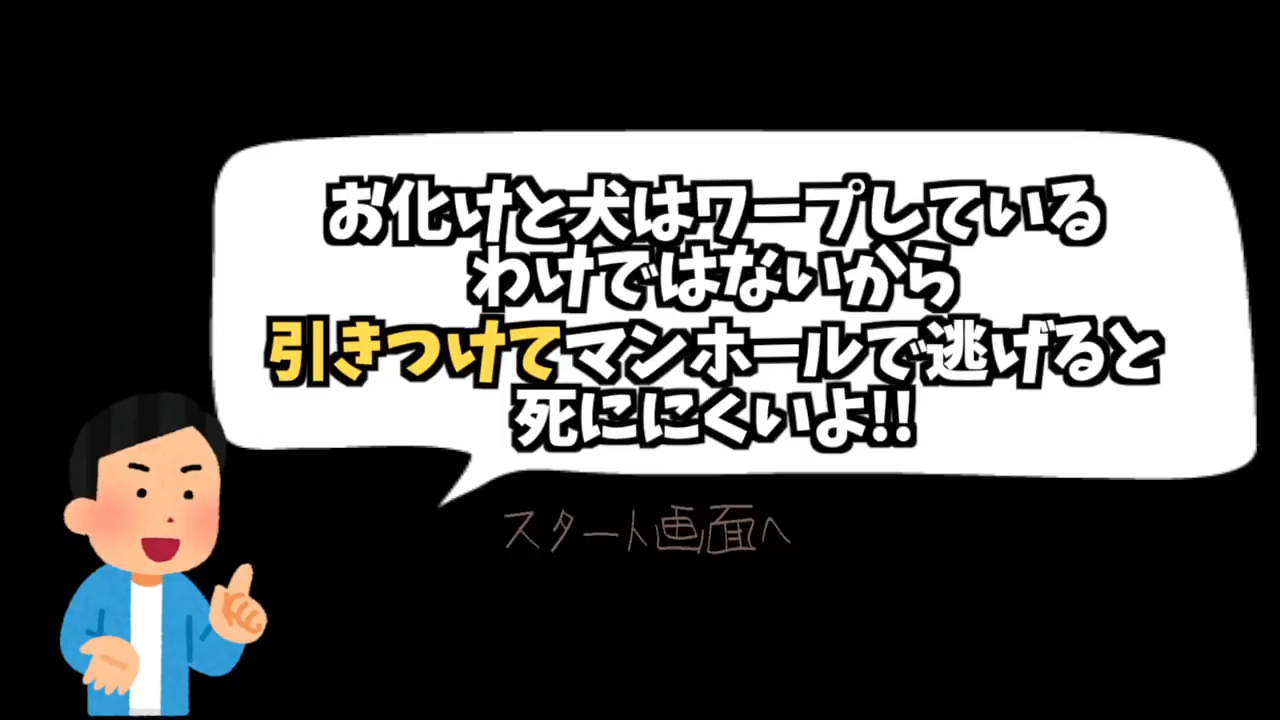 お化けと犬はワープしている
わけではないから
引きつけてマンホールで逃げると
死ににくいよ!!
スタート画面へ